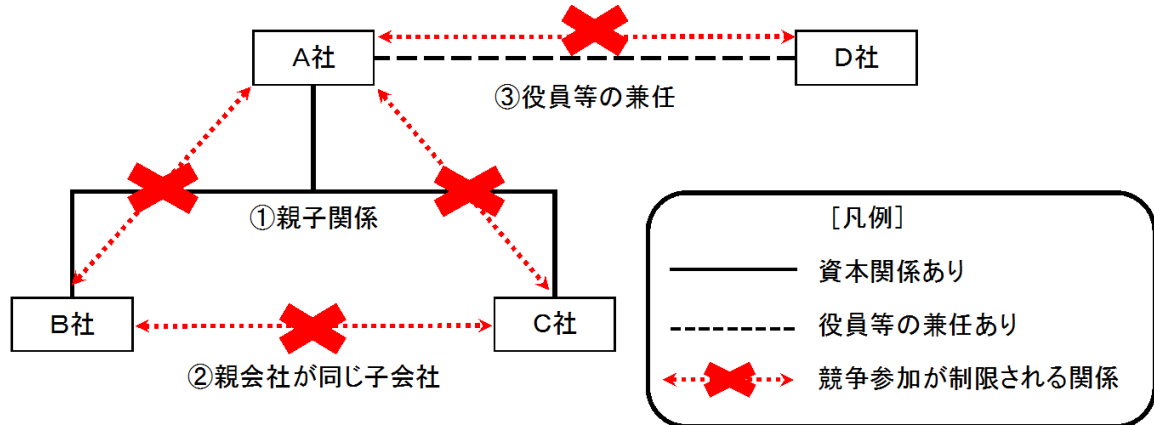 A社
D社
③役員等の兼任
①親子関係
B社
C社
②親会社が同じ子会社
[凡例]
資本関係あり
役員等の兼任あり
競争参加が制限される関係